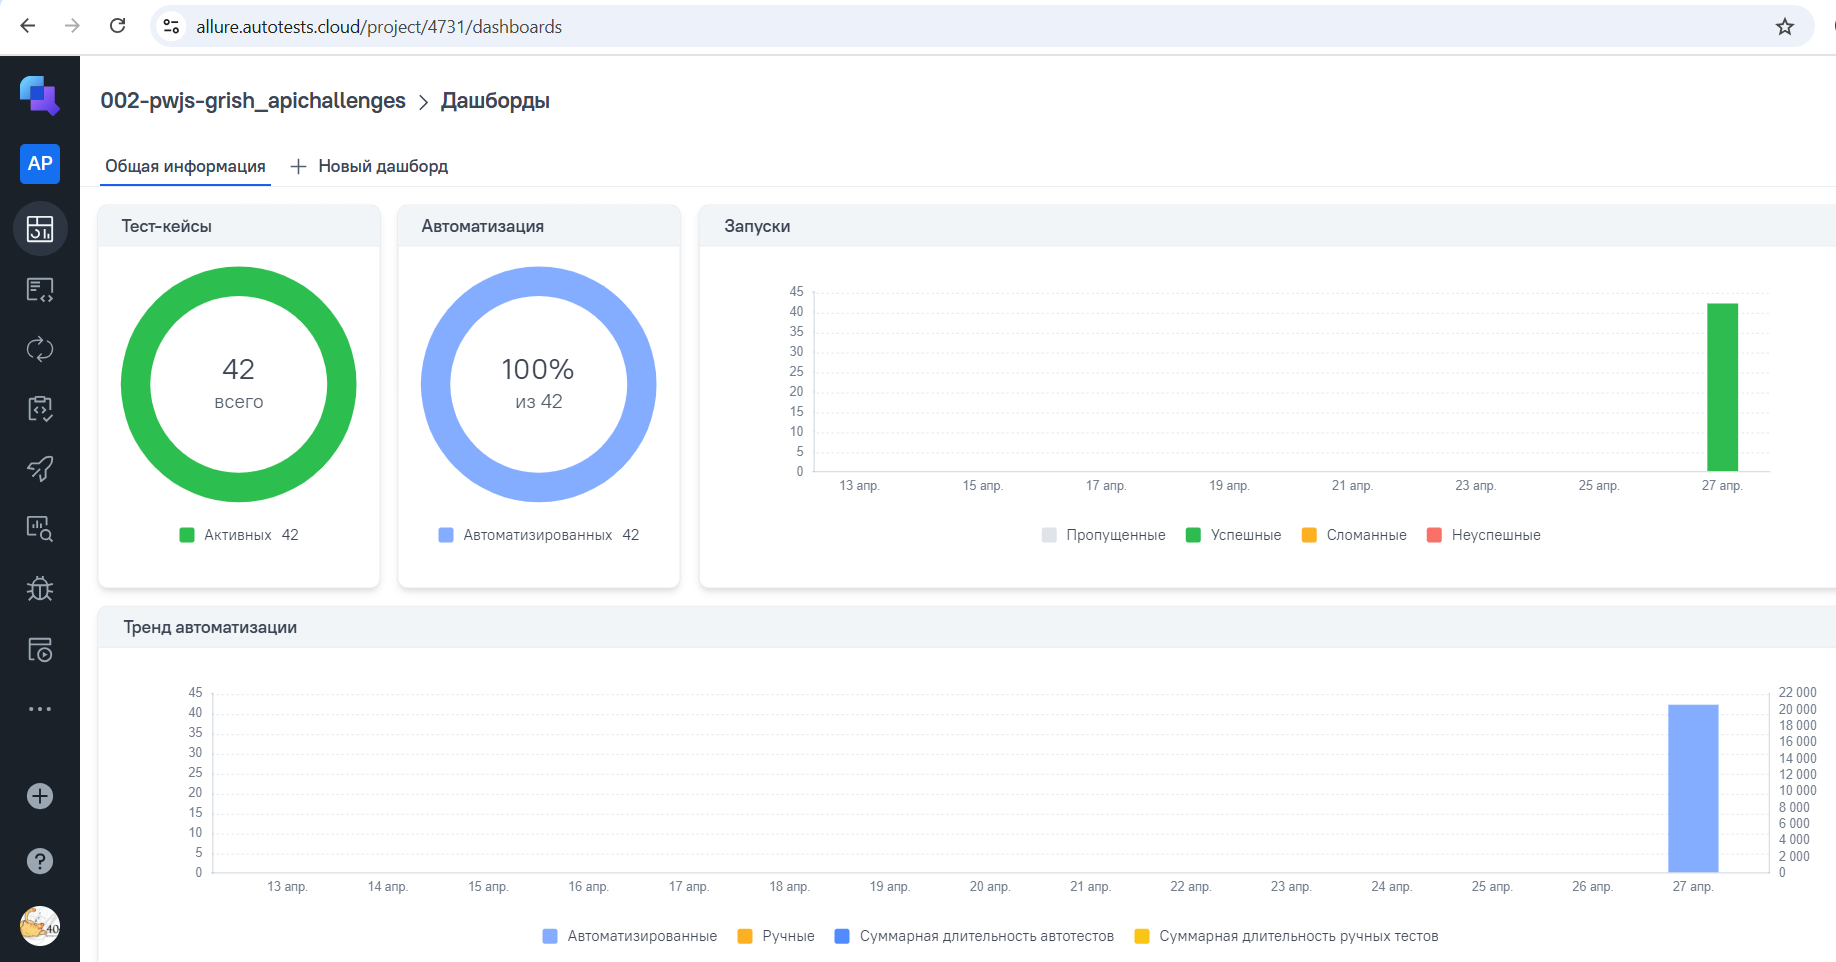 allure.autotests.cloud/project/4731/dashboards
002-pwjs-grish_apichallenges > Дашборды
AP
Общая информация + Новый дашборд
Тест-кейсы
42
всего
Активных 42
Автоматизация
100%
из 42
Автоматизированных 42
Запуски
45
40
35
30
25
20
15
10
5
0
13 апр. 15 апр. 17 апр. 19 апр. 21 апр. 23 апр. 25 апр. 27 апр.
Пропущенные Успешные Сломанные Неуспешные
Тренд автоматизации
45
40
35
30
25
20
15
10
5
0
22 000
20 000
18 000
16 000
14 000
12 000
10 000
8 000
6 000
4 000
2 000
0
13 апр. 14 апр. 15 апр. 16 апр. 17 апр. 18 апр. 19 апр. 20 апр. 21 апр. 22 апр. 23 апр. 24 апр. 25 апр. 26 апр. 27 апр.
Автоматизированные Ручные Суммарная длительность автотестов Суммарная длительность ручных тестов
40